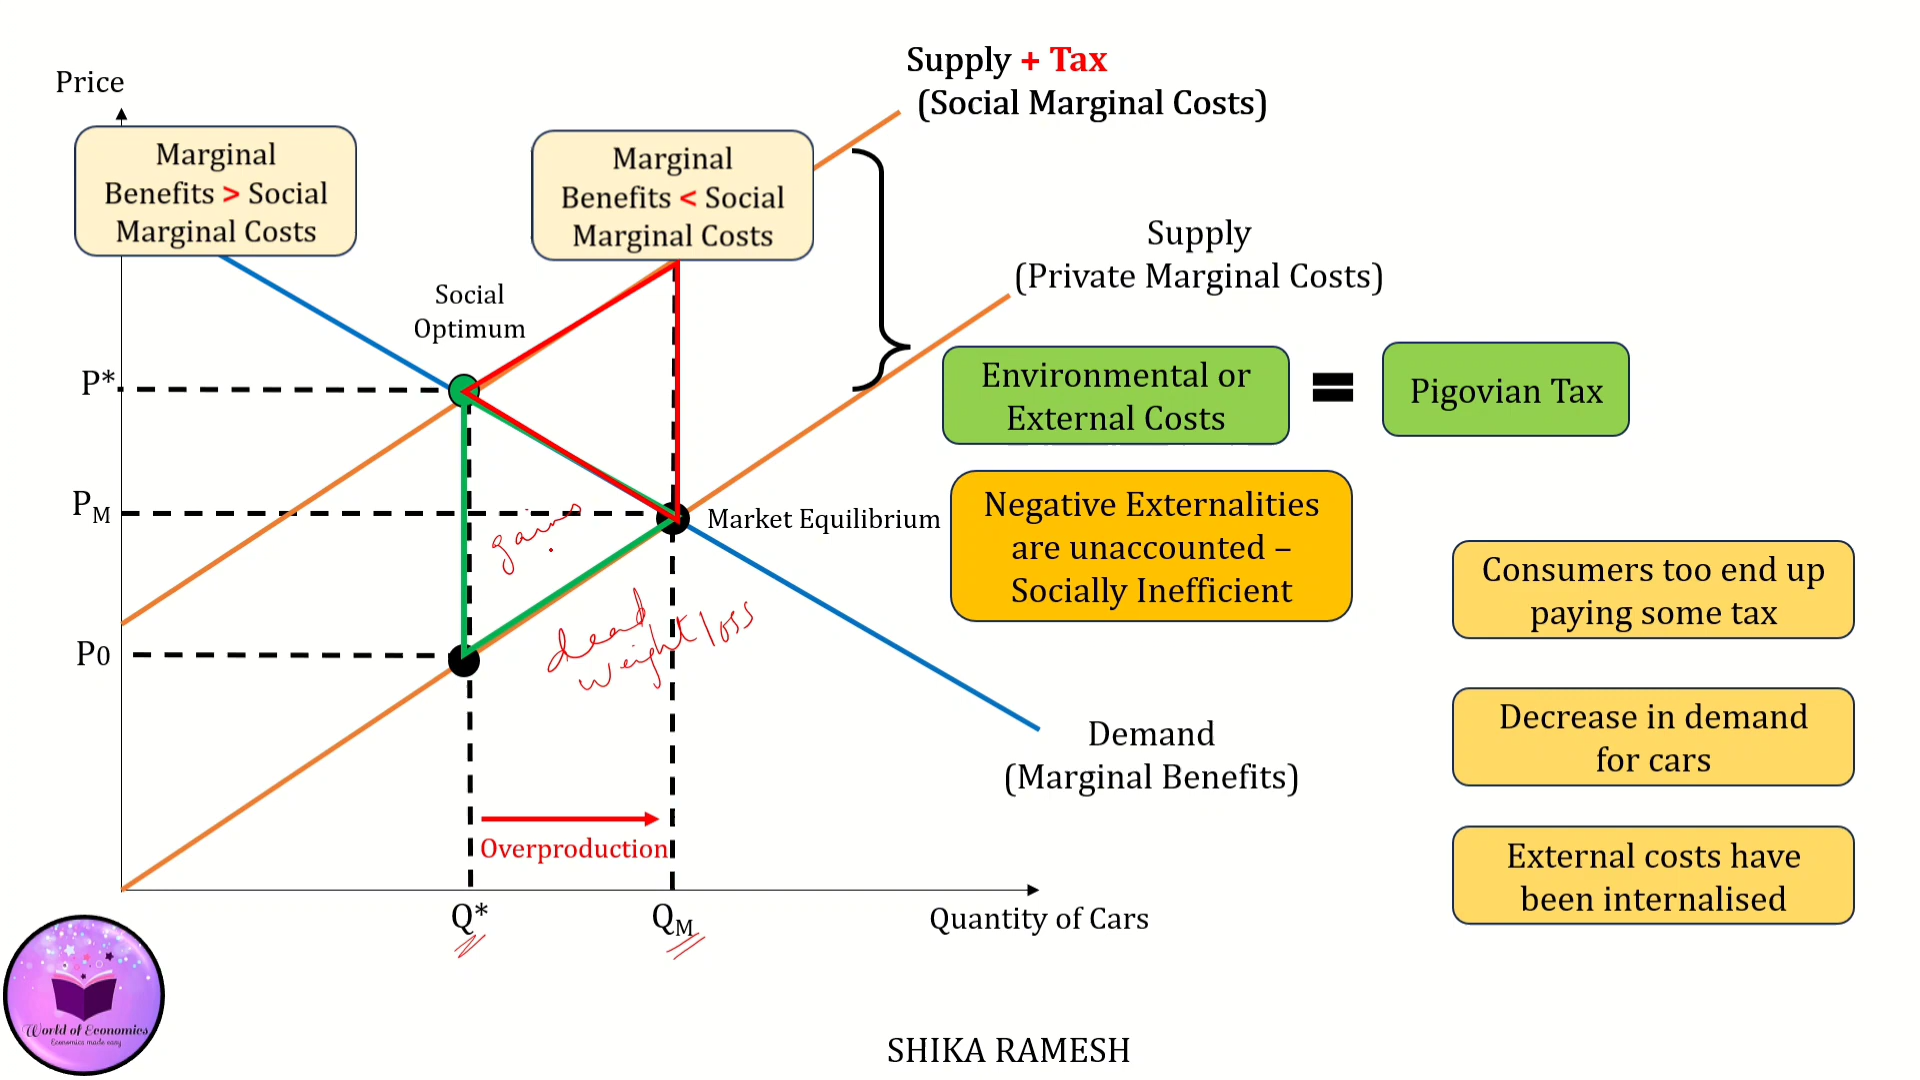 Supply + Tax
(Social Marginal Costs)
Price
Marginal
Benefits > Social
Marginal Costs
Marginal
Benefits < Social
Marginal Costs
Supply
(Private Marginal Costs)
Social
Optimum
P*
Environmental or
External Costs
=
Pigovian Tax
PM
gains
Market Equilibrium
Negative Externalities
are unaccounted –
Socially Inefficient
Consumers too end up
paying some tax
P0
dead
weight loss
Demand
(Marginal Benefits)
Decrease in demand
for cars
Overproduction
External costs have
been internalised
Q*
QM
Quantity of Cars
World of Economics
Economics made easy
SHIKA RAMESH